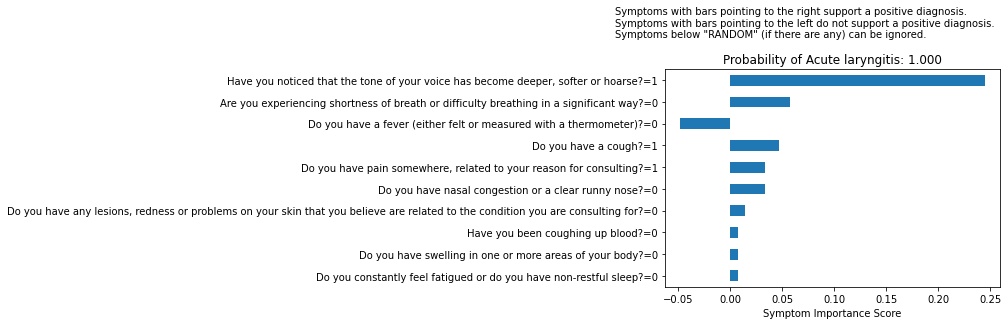 Symptoms with bars pointing to the right support a positive diagnosis.
Symptoms with bars pointing to the left do not support a positive diagnosis.
Symptoms below "RANDOM" (if there are any) can be ignored.
Probability of Acute laryngitis: 1.000
Have you noticed that the tone of your voice has become deeper, softer or hoarse?=1
Are you experiencing shortness of breath or difficulty breathing in a significant way?=0
Do you have a fever (either felt or measured with a thermometer)?=0
Do you have a cough?=1
Do you have pain somewhere, related to your reason for consulting?=1
Do you have nasal congestion or a clear runny nose?=0
Do you have any lesions, redness or problems on your skin that you believe are related to the condition you are consulting for?=0
Have you been coughing up blood?=0
Do you have swelling in one or more areas of your body?=0
Do you constantly feel fatigued or do you have non-restful sleep?=0
−0.05 0.00 0.05 0.10 0.15 0.20 0.25
Symptom Importance Score